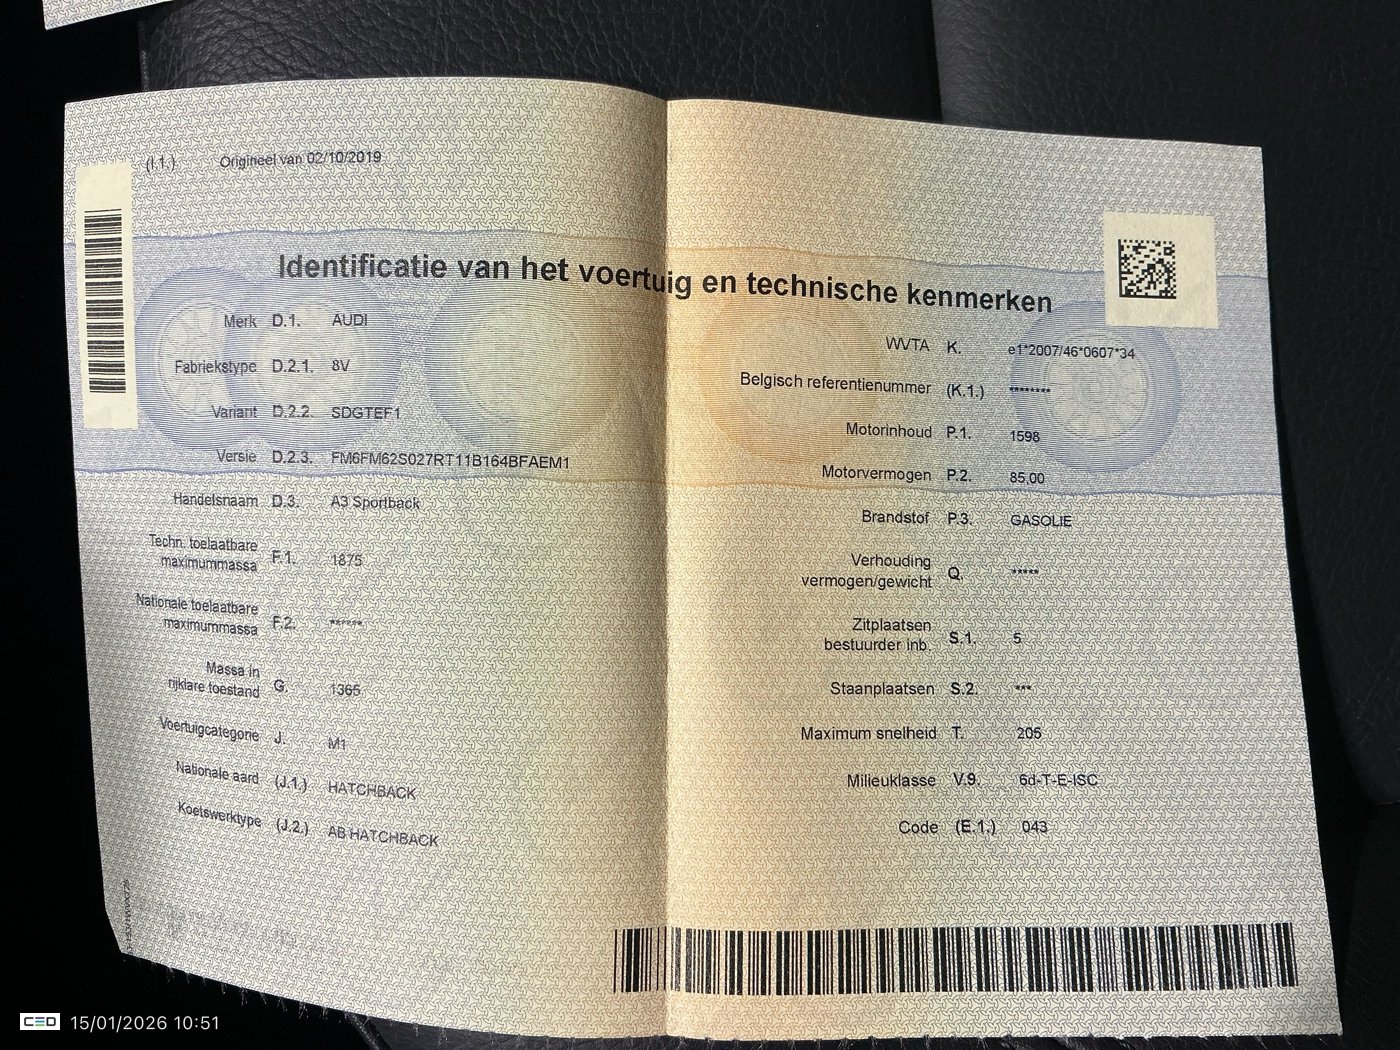 (I.1.) Origineel van 02/10/2019
Identificatie van het voertuig en technische kenmerken
Merk D.1. AUDI
Fabriekstype D.2.1. 8V
Variant D.2.2. SDGTEF1
Versie D.2.3. FM6FM62S027RT11B164BFAEM1
Handelsnaam D.3. A3 Sportback
Techn. toelaatbare
maximummassa F.1. 1875
Nationale toelaatbare
maximummassa F.2. ******
Massa in
rijklare toestand G. 1365
Voertuigcategorie J. M1
Nationale aard (J.1.) HATCHBACK
Koetswerktype (J.2.) AB HATCHBACK
WVTA K. e1*2007/46*0607*34
Belgisch referentienummer (K.1.) ********
Motorinhoud P.1. 1598
Motorvermogen P.2. 85,00
Brandstof P.3. GASOLIE
Verhouding
vermogen/gewicht Q. *****
Zitplaatsen
bestuurder inb. S.1. 5
Staanplaatsen S.2. ***
Maximum snelheid T. 205
Milieuklasse V.9. 6d-T-E-ISC
Code (E.1.) 043
CED 15/01/2026 10:51